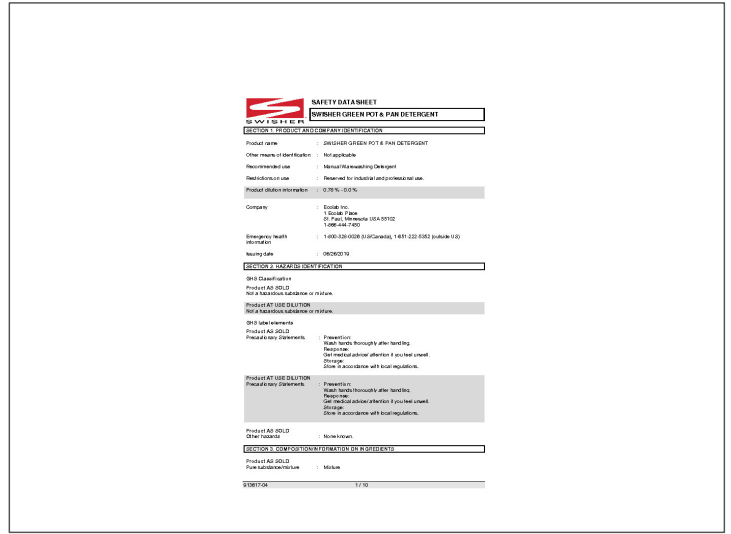 SAFETY DATA SHEET
SWISHER
SWISHER GREEN POT & PAN DETERGENT
SECTION 1. PRODUCT AND COMPANY IDENTIFICATION
Product name : SWISHER GREEN POT & PAN DETERGENT
Other means of identification : Not applicable
Recommended use : Manual Warewashing Detergent
Restrictions on use : Reserved for industrial and professional use.
Product dilution information : 0.78 % - 0.0 %
Company : Ecolab Inc.
1 Ecolab Place
St. Paul, Minnesota USA 55102
1-866-444-7450
Emergency health information : 1-800-328-0026 (US/Canada), 1-651-222-5352 (outside US)
Issuing date : 06/26/2019
SECTION 2. HAZARDS IDENTIFICATION
GHS Classification
Product AS SOLD
Not a hazardous substance or mixture.
Product AT USE DILUTION
Not a hazardous substance or mixture.
GHS label elements
Product AS SOLD
Precautionary Statements : Prevention:
Wash hands thoroughly after handling.
Response:
Get medical advice/ attention if you feel unwell.
Storage:
Store in accordance with local regulations.
Product AT USE DILUTION
Precautionary Statements : Prevention:
Wash hands thoroughly after handling.
Response:
Get medical advice/ attention if you feel unwell.
Storage:
Store in accordance with local regulations.
Product AS SOLD
Other hazards : None known.
SECTION 3. COMPOSITION/INFORMATION ON INGREDIENTS
Product AS SOLD
Pure substance/mixture : Mixture
913617-04 1 / 10